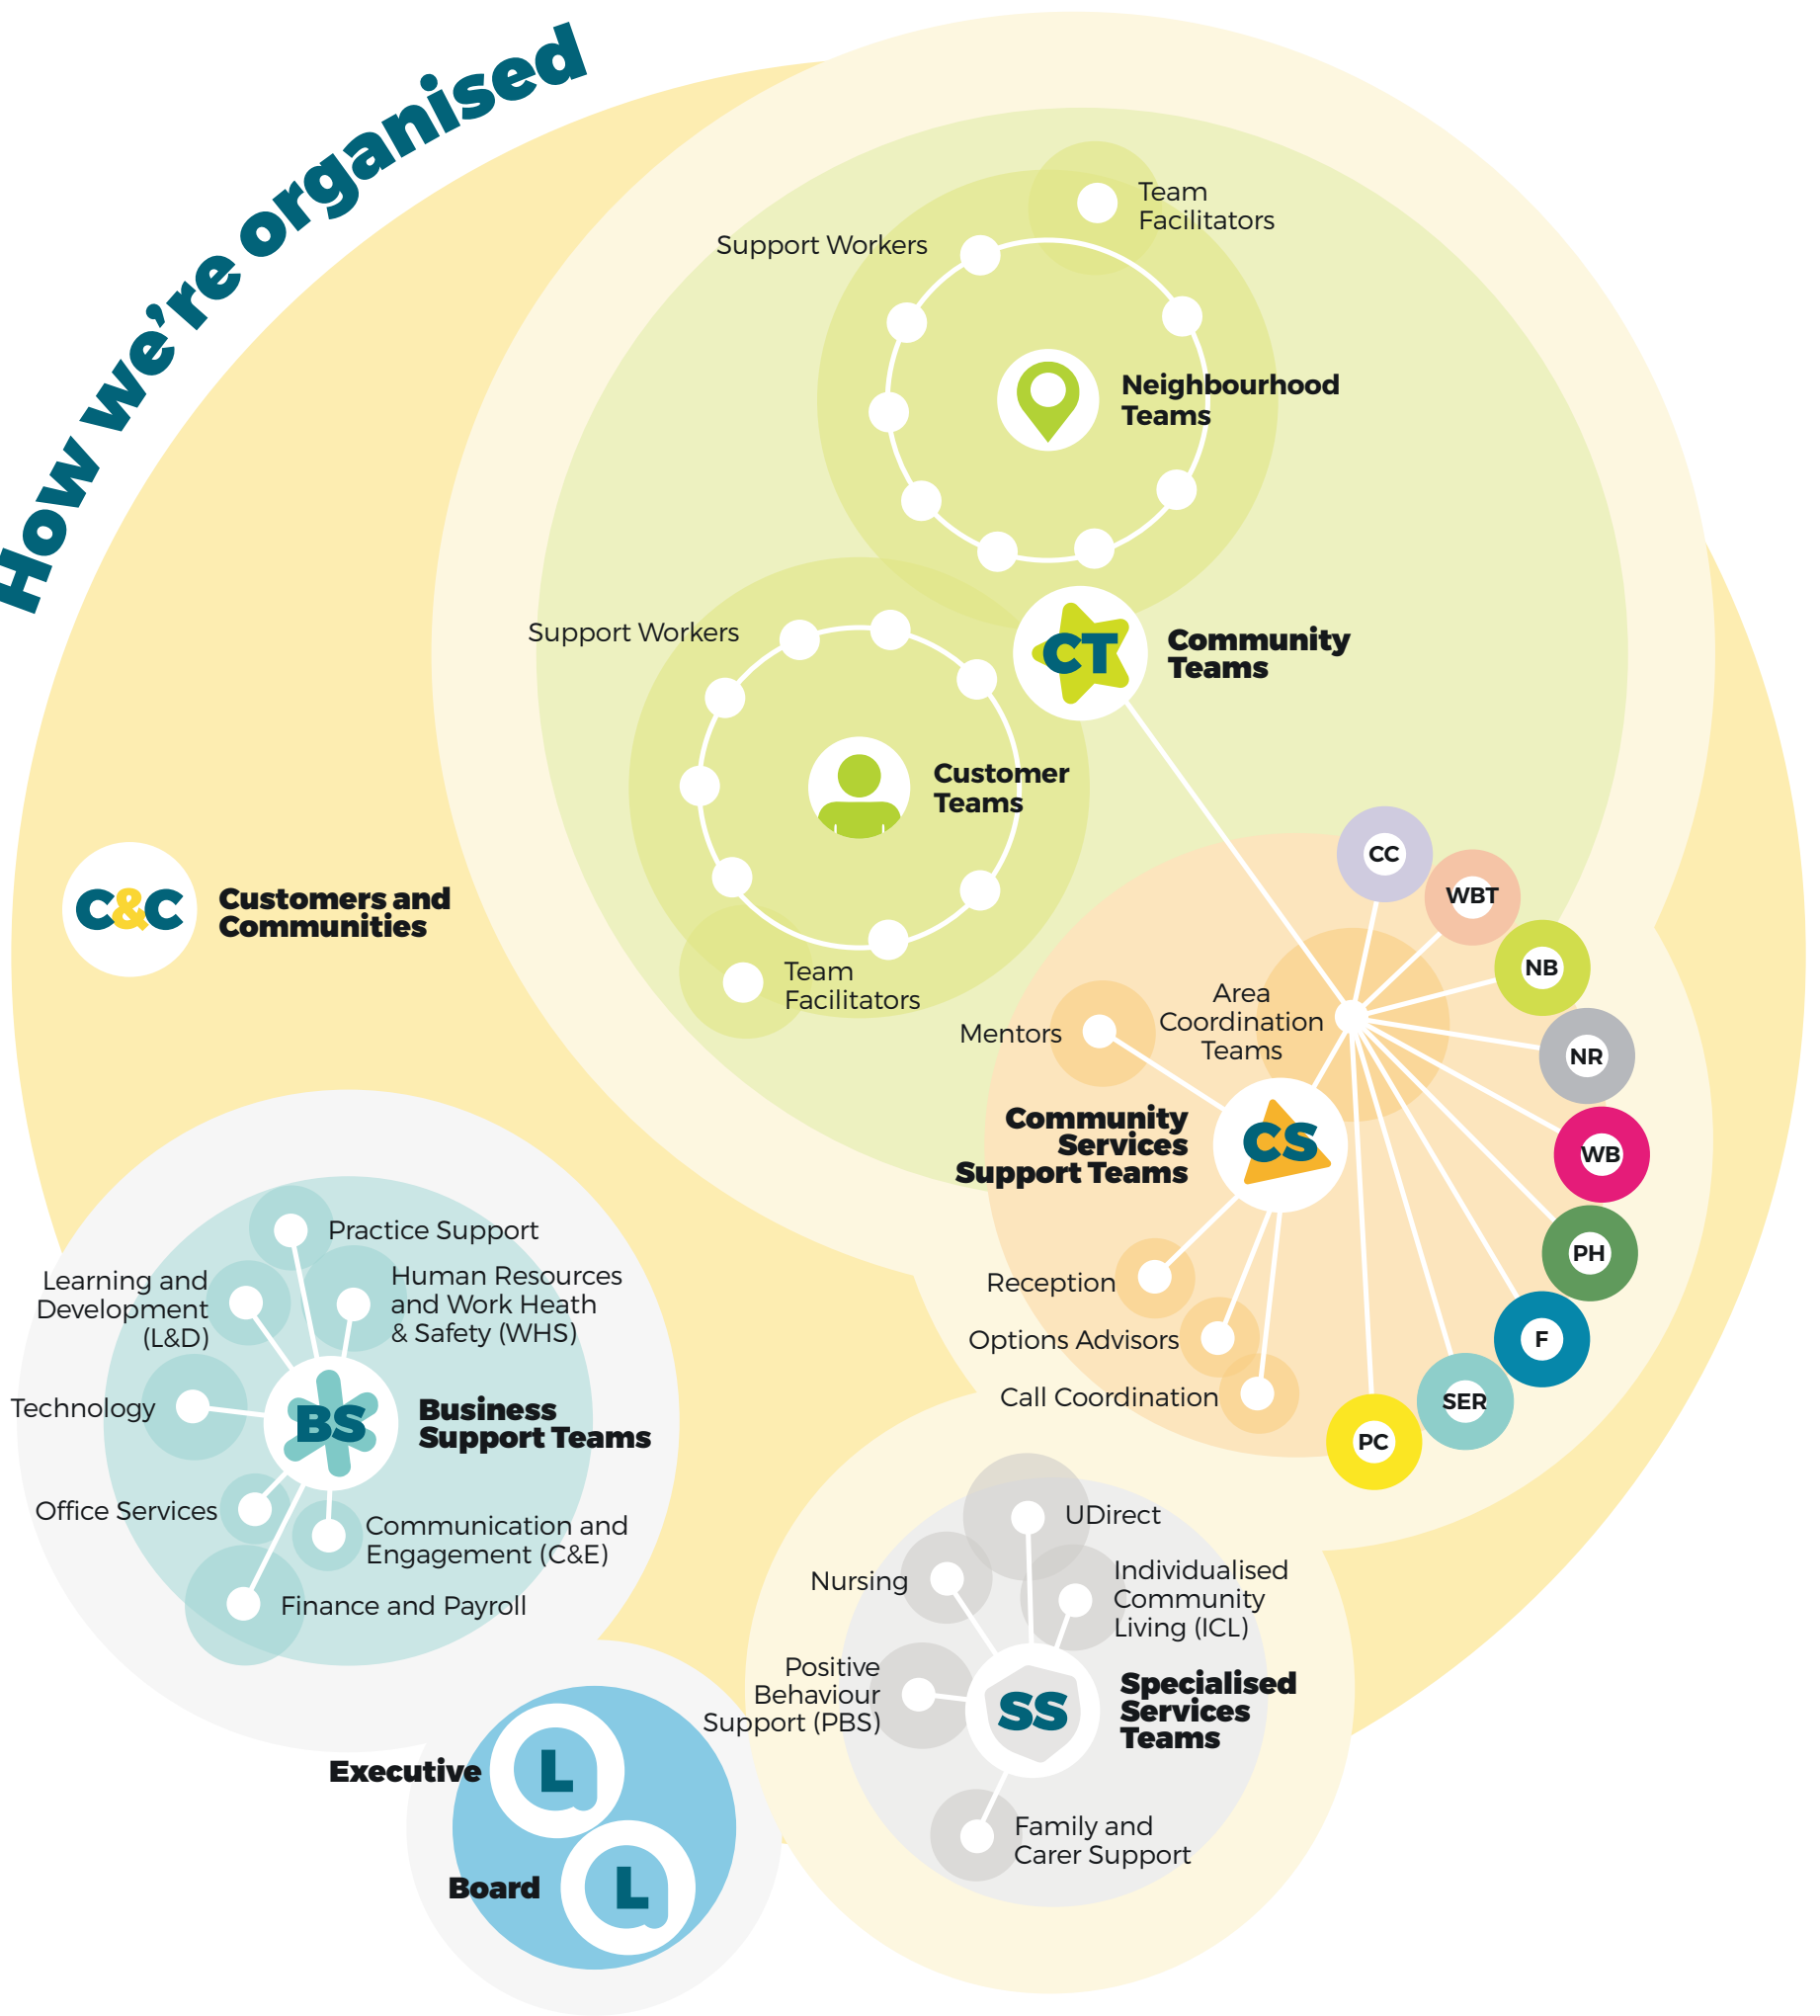 How we're organised
Team
Facilitators
Support Workers
Neighbourhood
Teams
Support Workers
CT
Community
Teams
Customer
Teams
C&C
Customers and
Communities
Team
Facilitators
CC
WBT
NB
NR
WB
PH
F
SER
PC
Area
Coordination
Teams
Mentors
Community
Services
Support Teams
CS
Reception
Options Advisors
Call Coordination
Practice Support
Learning and
Development
(L&D)
Human Resources
and Work Heath
& Safety (WHS)
Technology
BS
Business
Support Teams
Office Services
Communication and
Engagement (C&E)
Finance and Payroll
UDirect
Nursing
Individualised
Community
Living (ICL)
Positive
Behaviour
Support (PBS)
SS
Specialised
Services
Teams
Family and
Carer Support
Executive
L
Board
L